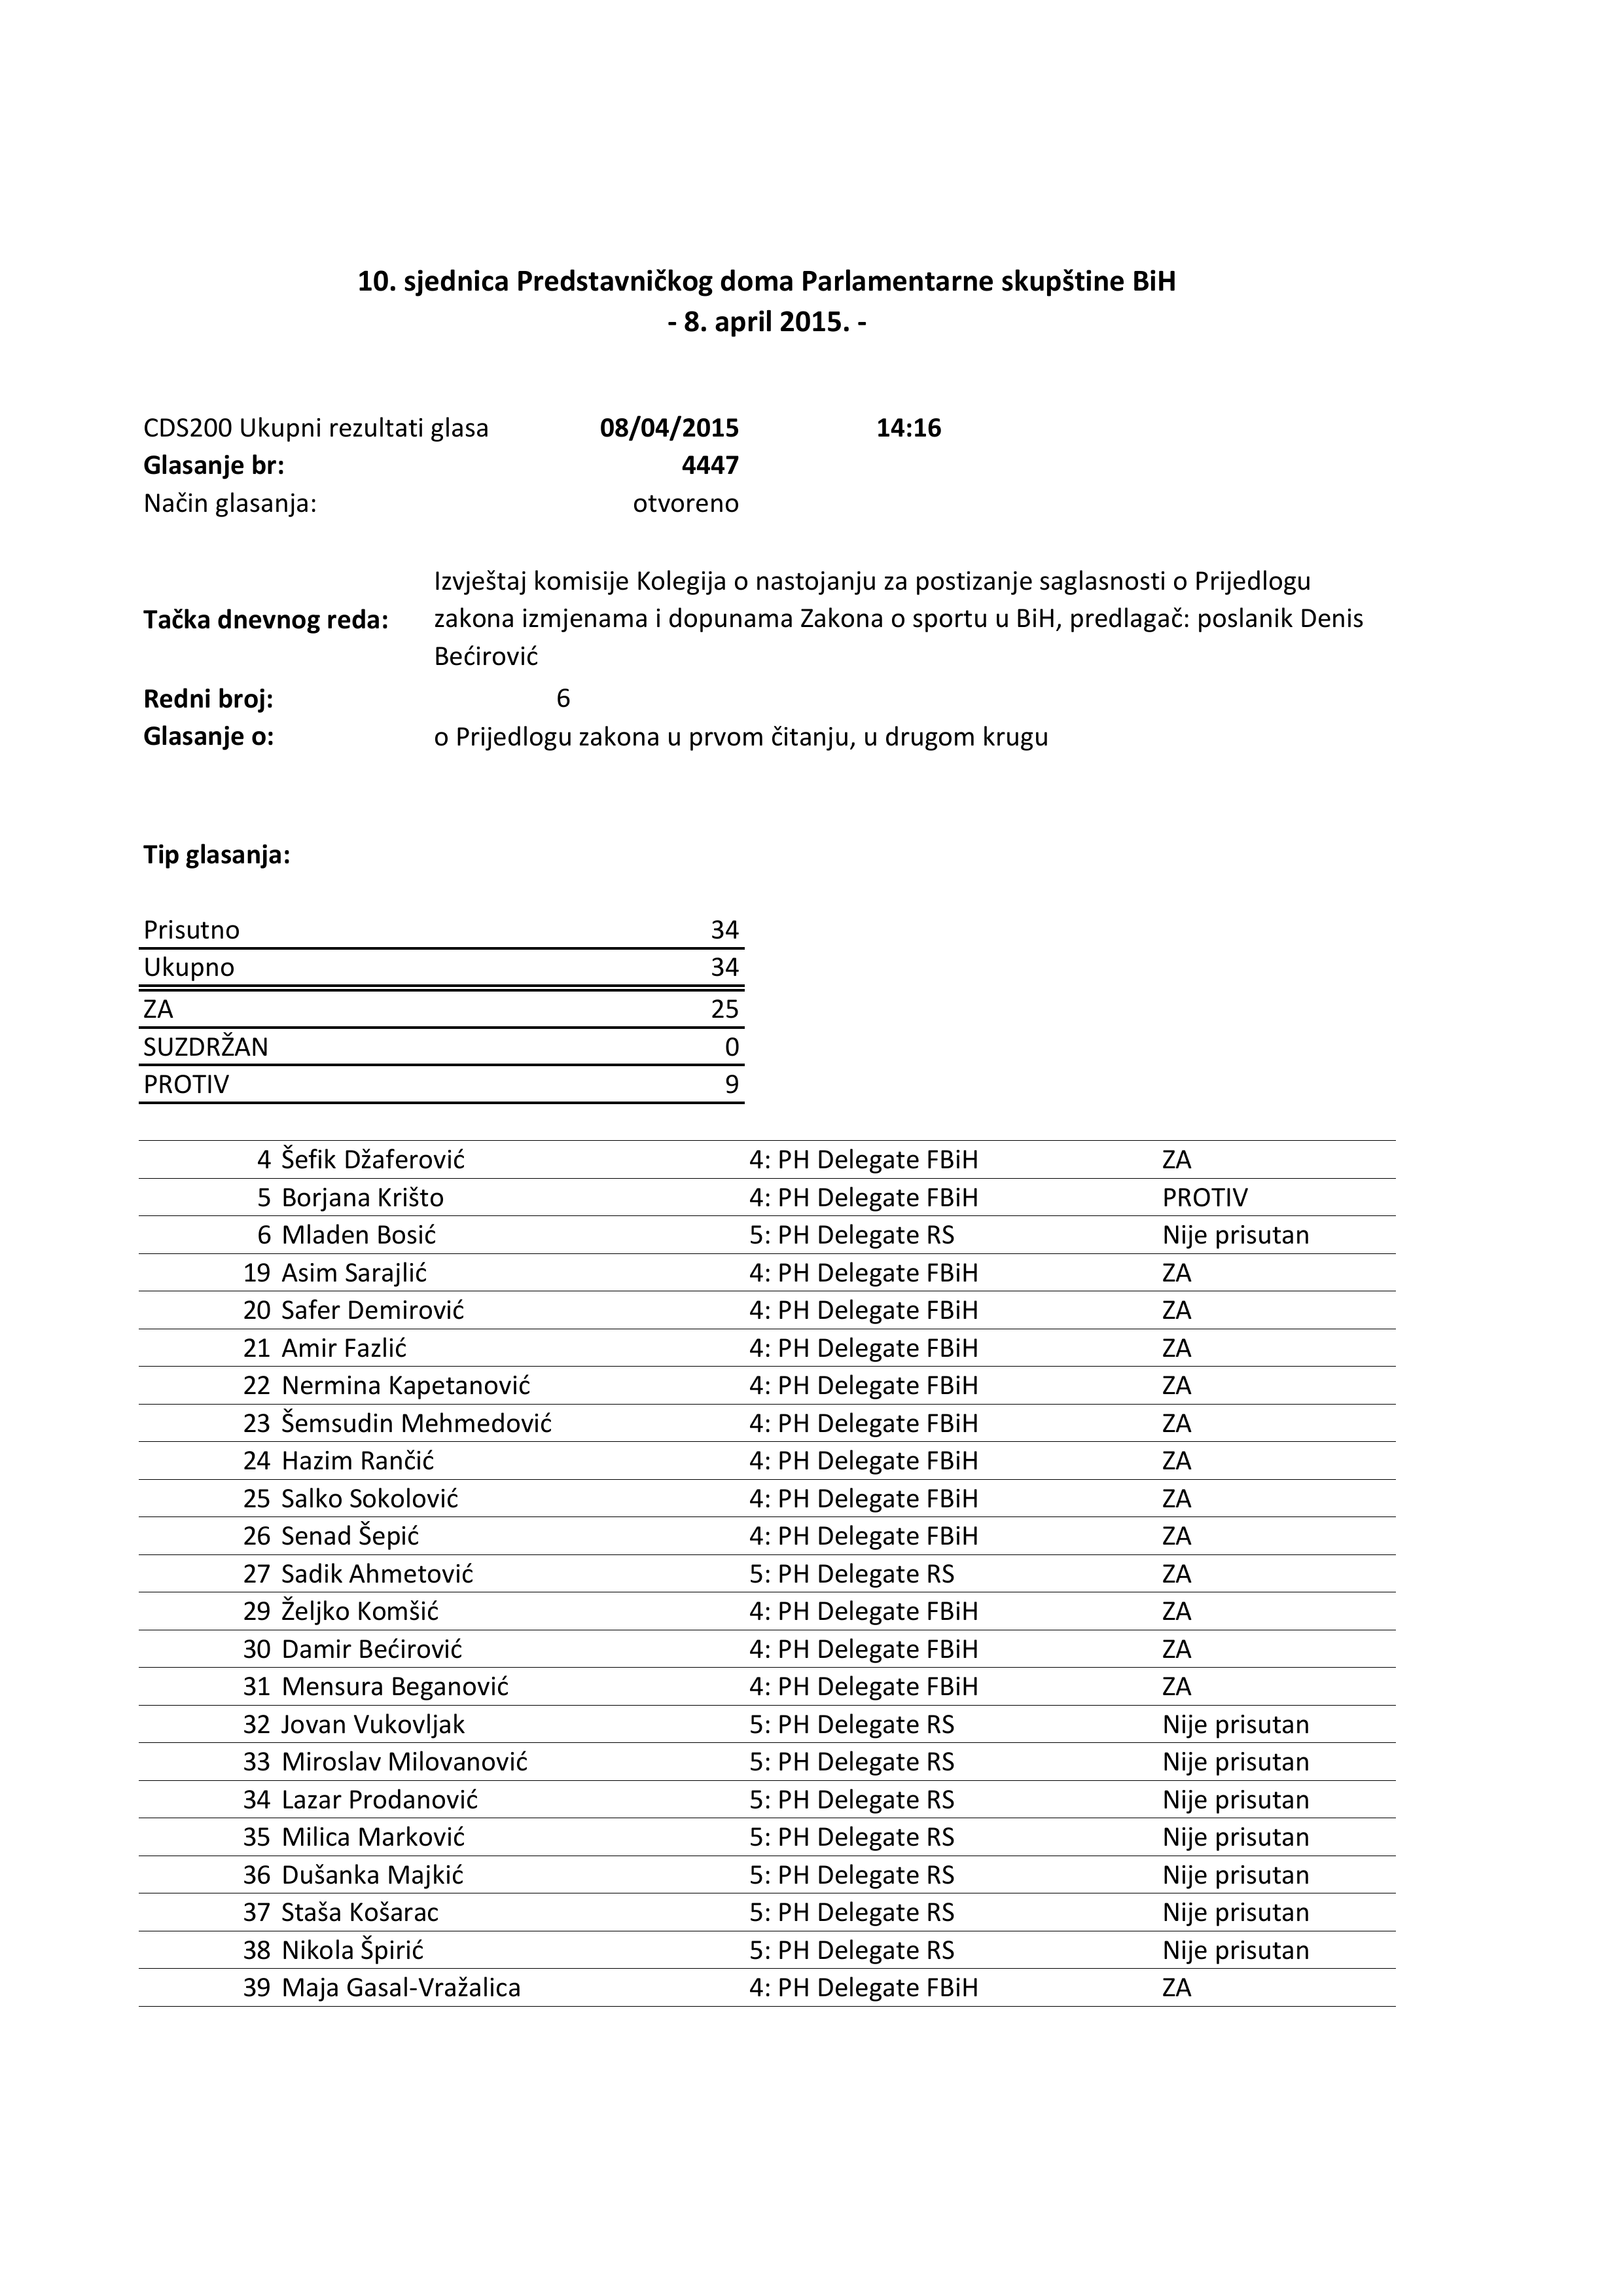 10. sjednica Predstavničkog doma Parlamentarne skupštine BiH
- 8. april 2015. -
CDS200 Ukupni rezultati glasa 08/04/2015 14:16
Glasanje br: 4447
Način glasanja: otvoreno
Izvještaj komisije Kolegija o nastojanju za postizanje saglasnosti o Prijedlogu
Tačka dnevnog reda: zakona izmjenama i dopunama Zakona o sportu u BiH, predlagač: poslanik Denis
Bećirović
Redni broj: 6
Glasanje o: o Prijedlogu zakona u prvom čitanju, u drugom krugu
Tip glasanja:
Prisutno 34
Ukupno 34
ZA 25
SUZDRŽAN 0
PROTIV 9
4 Šefik Džaferović 4: PH Delegate FBiH ZA
5 Borjana Krišto 4: PH Delegate FBiH PROTIV
6 Mladen Bosić 5: PH Delegate RS Nije prisutan
19 Asim Sarajlić 4: PH Delegate FBiH ZA
20 Safer Demirović 4: PH Delegate FBiH ZA
21 Amir Fazlić 4: PH Delegate FBiH ZA
22 Nermina Kapetanović 4: PH Delegate FBiH ZA
23 Šemsudin Mehmedović 4: PH Delegate FBiH ZA
24 Hazim Rančić 4: PH Delegate FBiH ZA
25 Salko Sokolović 4: PH Delegate FBiH ZA
26 Senad Šepić 4: PH Delegate FBiH ZA
27 Sadik Ahmetović 5: PH Delegate RS ZA
29 Željko Komšić 4: PH Delegate FBiH ZA
30 Damir Bećirović 4: PH Delegate FBiH ZA
31 Mensura Beganović 4: PH Delegate FBiH ZA
32 Jovan Vukovljak 5: PH Delegate RS Nije prisutan
33 Miroslav Milovanović 5: PH Delegate RS Nije prisutan
34 Lazar Prodanović 5: PH Delegate RS Nije prisutan
35 Milica Marković 5: PH Delegate RS Nije prisutan
36 Dušanka Majkić 5: PH Delegate RS Nije prisutan
37 Staša Košarac 5: PH Delegate RS Nije prisutan
38 Nikola Špirić 5: PH Delegate RS Nije prisutan
39 Maja Gasal-Vražalica 4: PH Delegate FBiH ZA